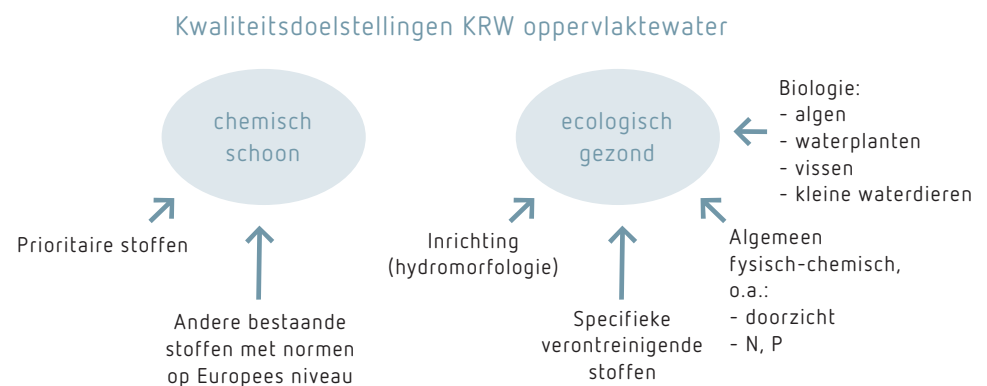 Kwaliteitsdoelstellingen KRW oppervlaktewater
chemisch
schoon
ecologisch
gezond
Biologie:
- algen
- waterplanten
- vissen
- kleine waterdieren
Prioritaire stoffen
Andere bestaande
stoffen met normen
op Europees niveau
Inrichting
(hydromorfologie)
Specifieke
verontreinigende
stoffen
Algemeen
fysisch-chemisch,
o.a.:
- doorzicht
- N, P